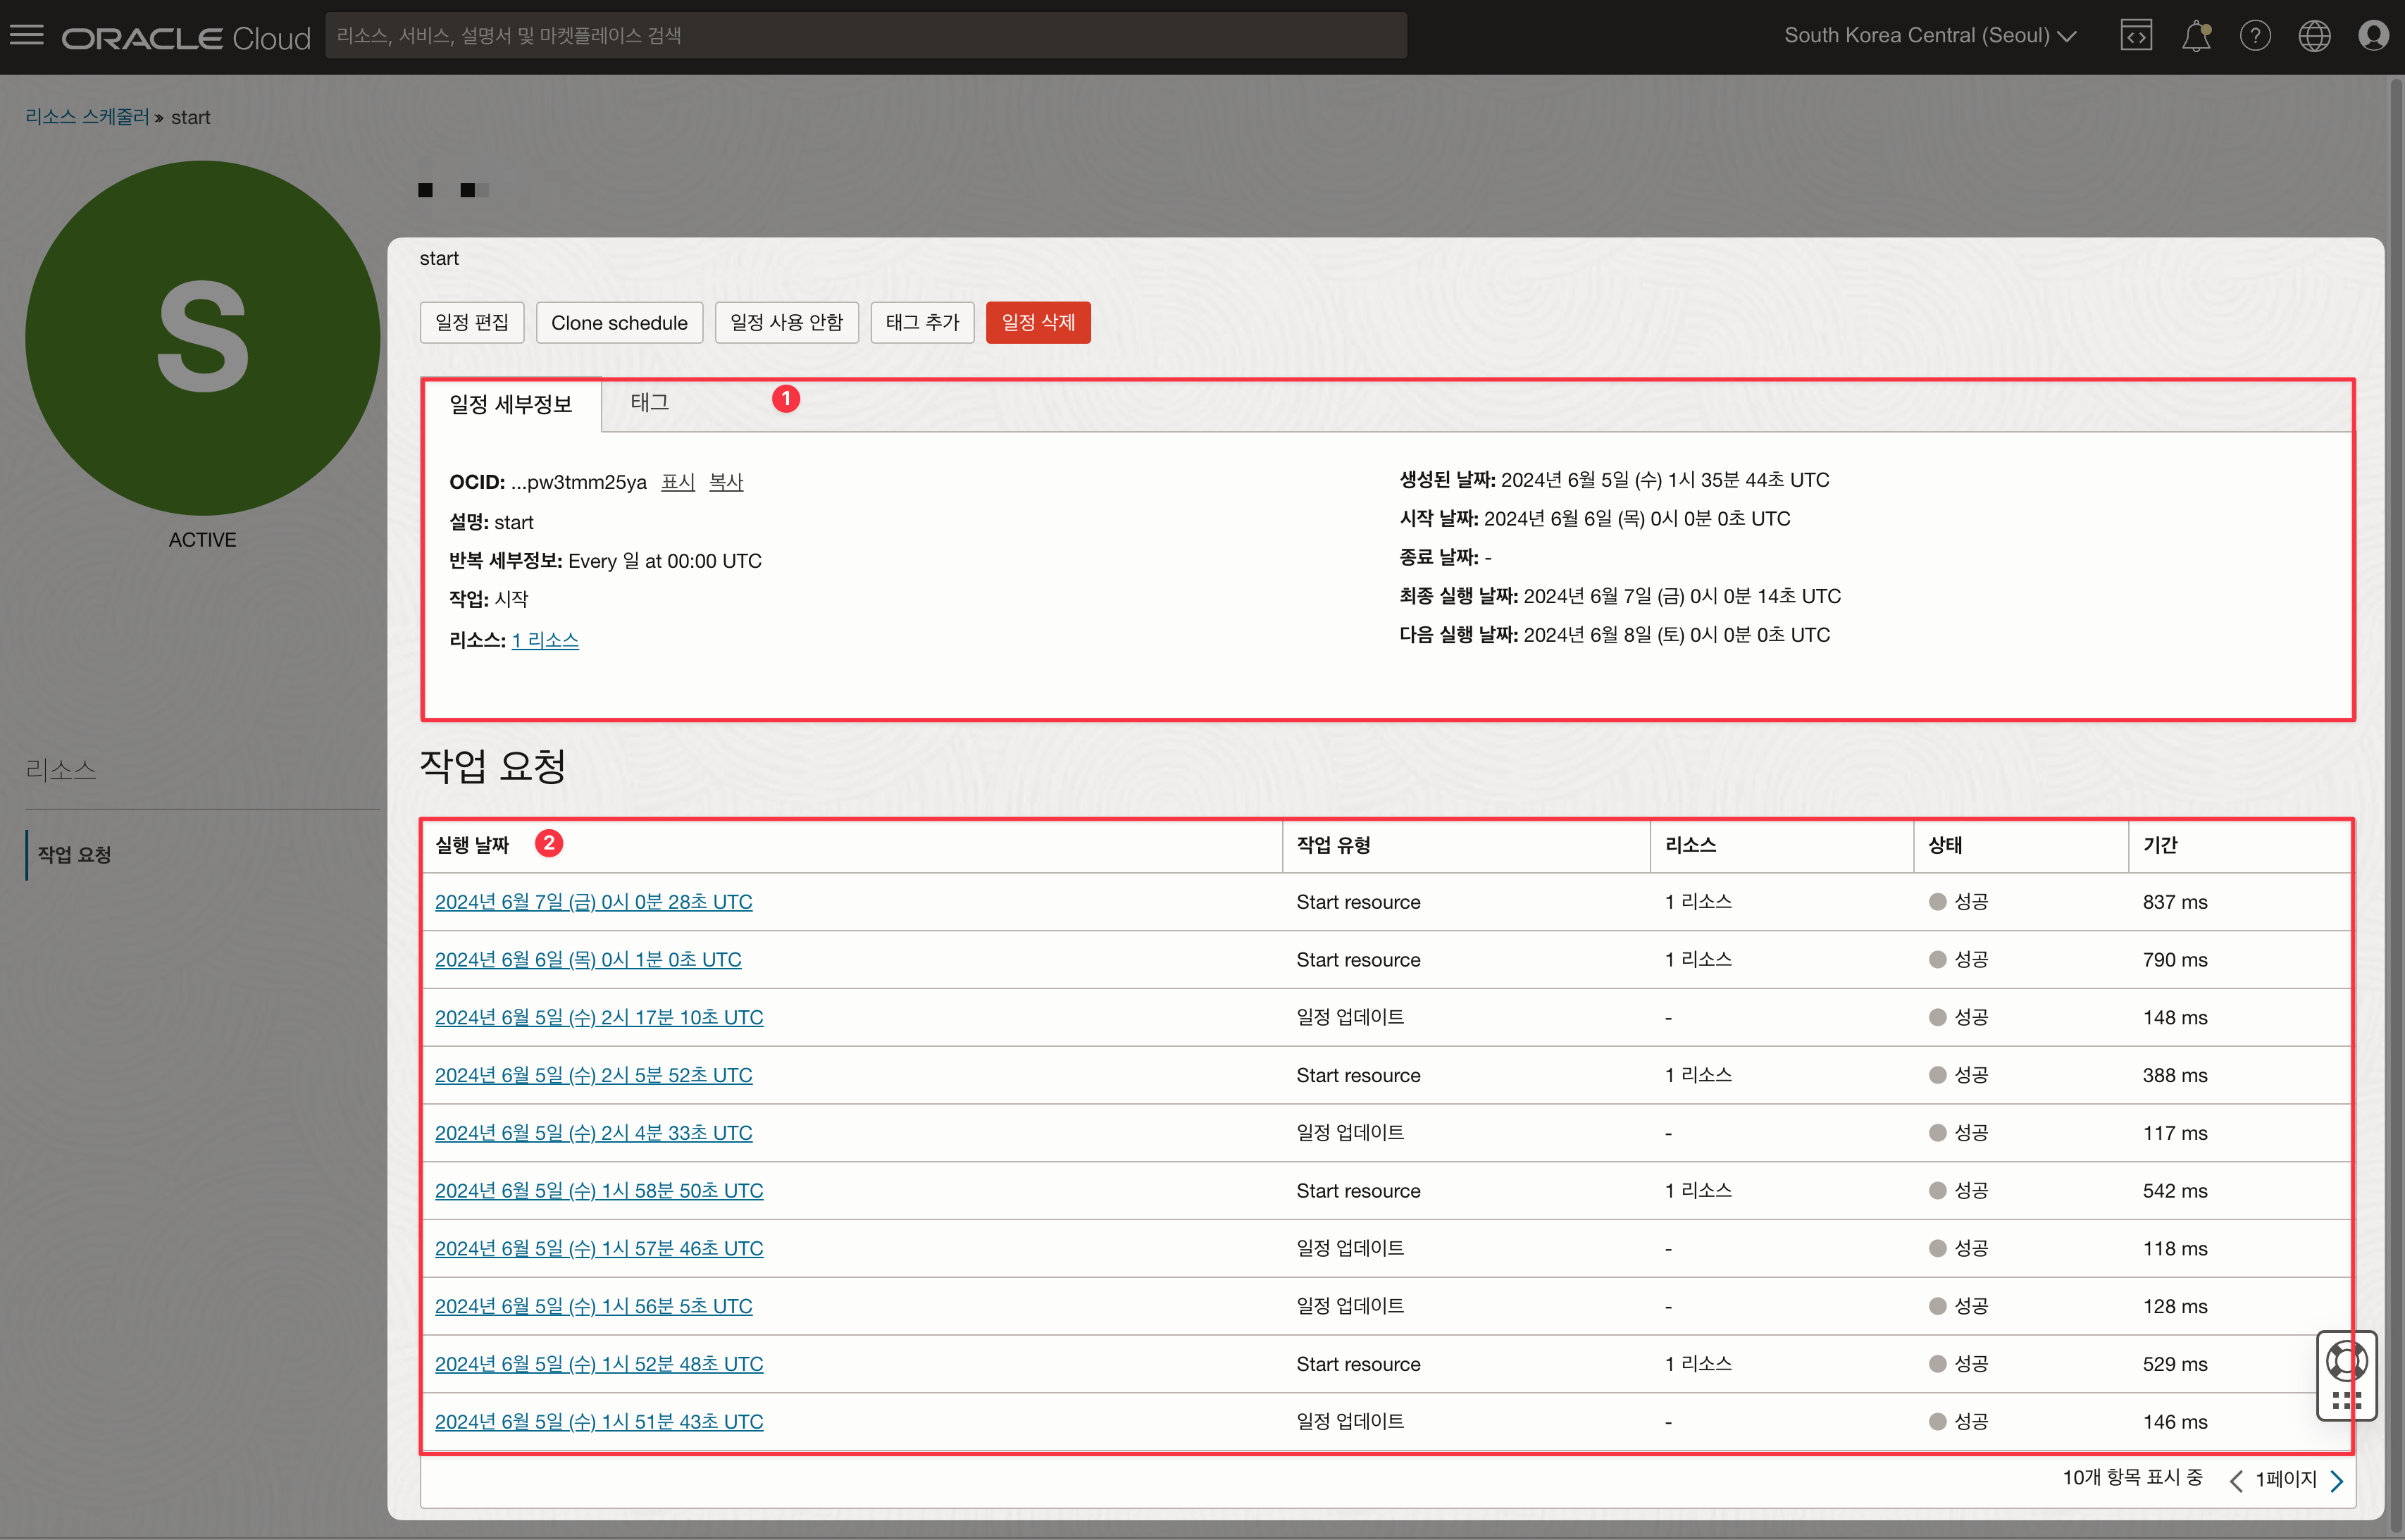 ORACLE Cloud
리소스, 서비스, 설명서 및 마켓플레이스 검색
South Korea Central (Seoul)
리소스 스케줄러 » start
S
ACTIVE
리소스
작업 요청
start
일정 편집
Clone schedule
일정 사용 안함
태그 추가
일정 삭제
일정 세부정보
태그
1
OCID: ...pw3tmm25ya 표시 복사
설명: start
반복 세부정보: Every 일 at 00:00 UTC
작업: 시작
리소스: 1 리소스
생성된 날짜: 2024년 6월 5일 (수) 1시 35분 44초 UTC
시작 날짜: 2024년 6월 6일 (목) 0시 0분 0초 UTC
종료 날짜: -
최종 실행 날짜: 2024년 6월 7일 (금) 0시 0분 14초 UTC
다음 실행 날짜: 2024년 6월 8일 (토) 0시 0분 0초 UTC
작업 요청
실행 날짜 2 작업 유형 리소스 상태 기간
2024년 6월 7일 (금) 0시 0분 28초 UTC Start resource 1 리소스 성공 837 ms
2024년 6월 6일 (목) 0시 1분 0초 UTC Start resource 1 리소스 성공 790 ms
2024년 6월 5일 (수) 2시 17분 10초 UTC 일정 업데이트 - 성공 148 ms
2024년 6월 5일 (수) 2시 5분 52초 UTC Start resource 1 리소스 성공 388 ms
2024년 6월 5일 (수) 2시 4분 33초 UTC 일정 업데이트 - 성공 117 ms
2024년 6월 5일 (수) 1시 58분 50초 UTC Start resource 1 리소스 성공 542 ms
2024년 6월 5일 (수) 1시 57분 46초 UTC 일정 업데이트 - 성공 118 ms
2024년 6월 5일 (수) 1시 56분 5초 UTC 일정 업데이트 - 성공 128 ms
2024년 6월 5일 (수) 1시 52분 48초 UTC Start resource 1 리소스 성공 529 ms
2024년 6월 5일 (수) 1시 51분 43초 UTC 일정 업데이트 - 성공 146 ms
10개 항목 표시 중 1페이지